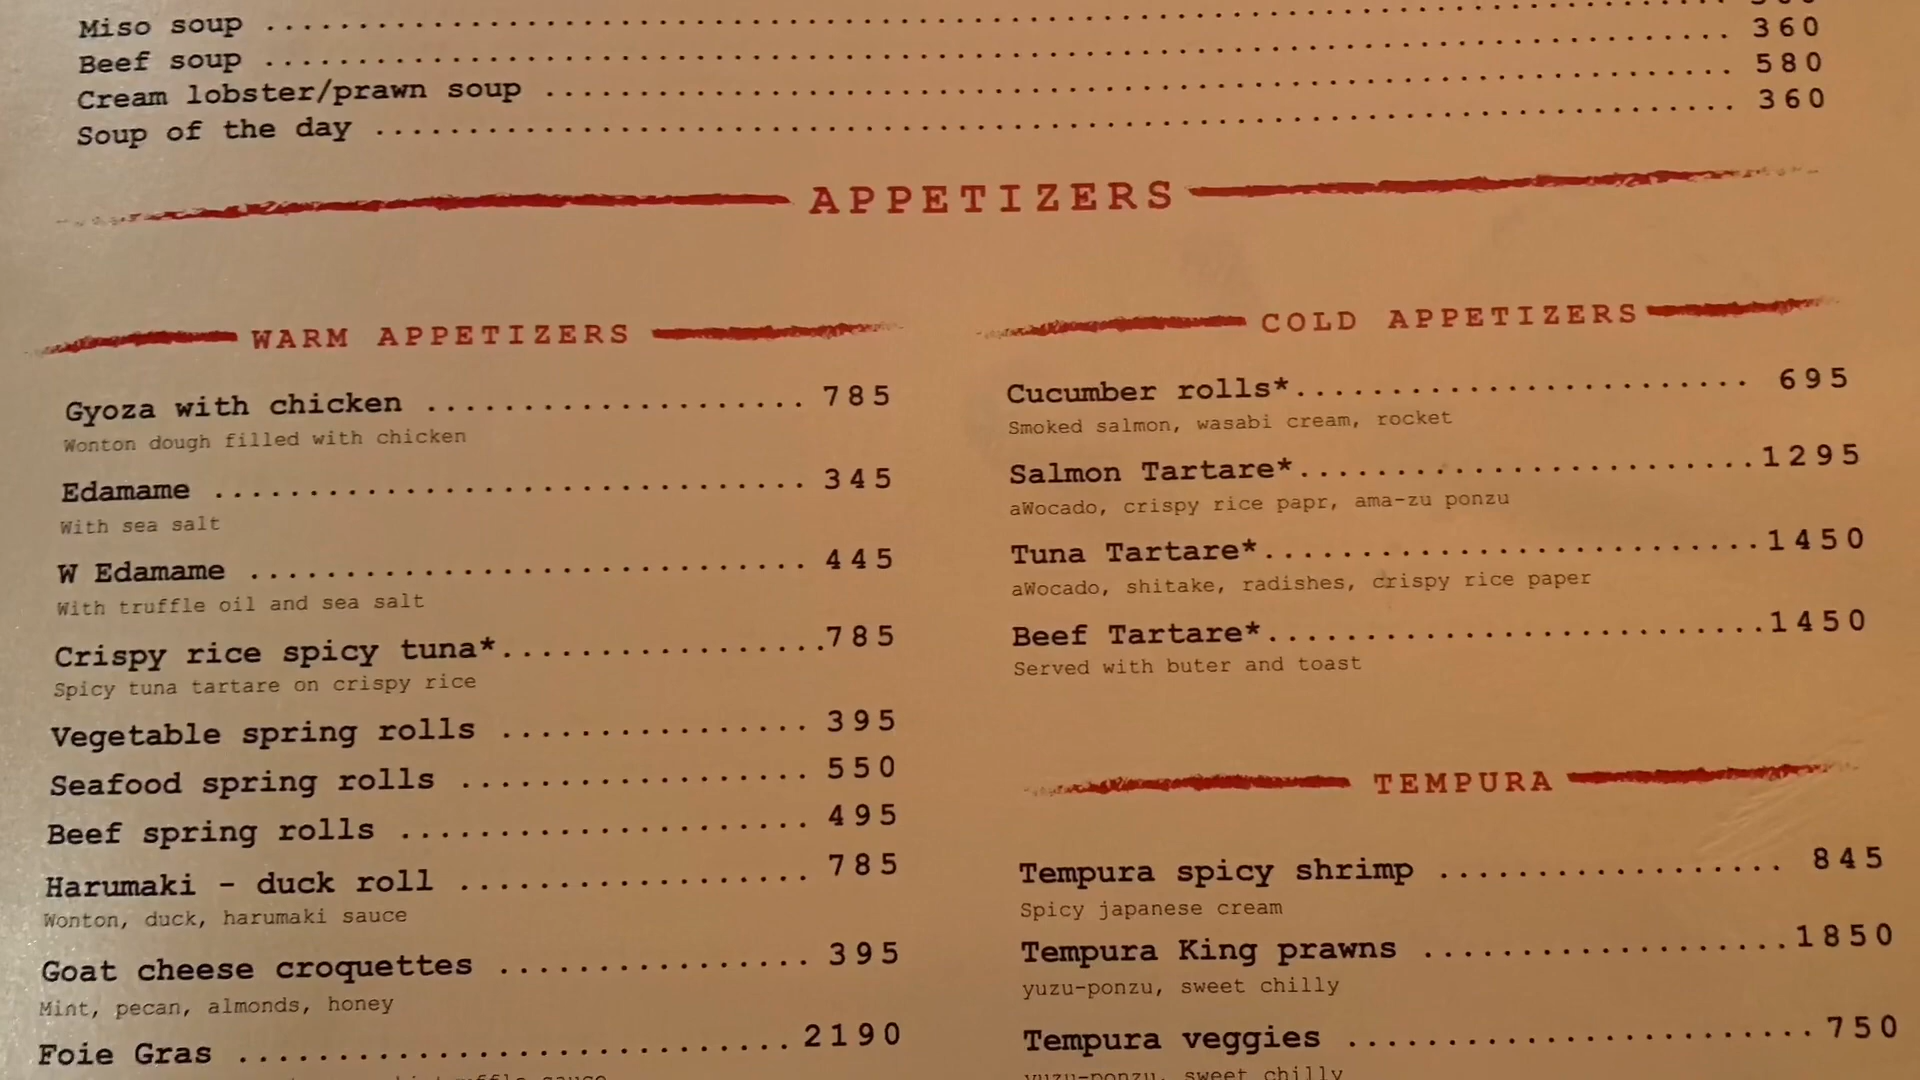 Miso soup
Beef soup 360
Cream lobster/prawn soup 580
Soup of the day 360
APPETIZERS
WARM APPETIZERS
Gyoza with chicken 785
Wonton dough filled with chicken
Edamame 345
With sea salt
W Edamame 445
With truffle oil and sea salt
Crispy rice spicy tuna* 785
Spicy tuna tartare on crispy rice
Vegetable spring rolls 395
Seafood spring rolls 550
Beef spring rolls 495
Harumaki - duck roll 785
Wonton, duck, harumaki sauce
Goat cheese croquettes 395
Mint, pecan, almonds, honey
Foie Gras 2190
COLD APPETIZERS
Cucumber rolls* 695
Smoked salmon, wasabi cream, rocket
Salmon Tartare* 1295
aWocado, crispy rice papr, ama-zu ponzu
Tuna Tartare* 1450
aWocado, shitake, radishes, crispy rice paper
Beef Tartare* 1450
Served with buter and toast
TEMPURA
Tempura spicy shrimp 845
Spicy japanese cream
Tempura King prawns 1850
yuzu-ponzu, sweet chilly
Tempura veggies 750
yuzu-ponzu, sweet chilly